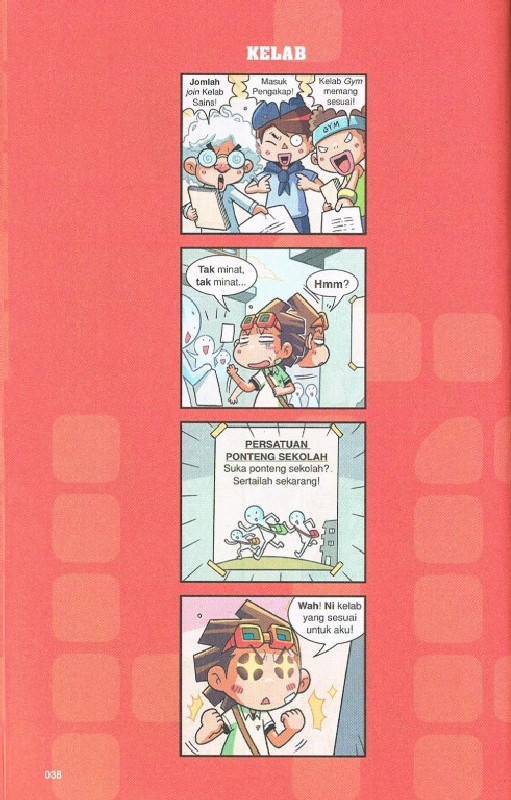 KELAB
Jomlah
join Kelab
Sains!
Masuk
Pengakap!
Kelab Gym
memang
sesuai!
GYM
Tak minat,
tak minat...
Hmm?
PERSATUAN
PONTENG SEKOLAH
Suka ponteng sekolah?
Sertailah sekarang!
Wah! Ni kelab
yang sesuai
untuk aku!
038